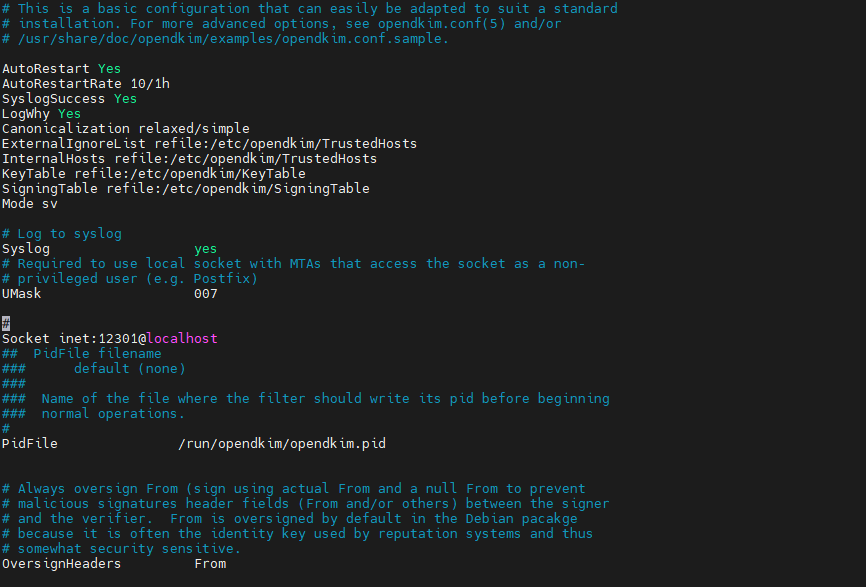 # This is a basic configuration that can easily be adapted to suit a standard
# installation. For more advanced options, see opendkim.conf(5) and/or
# /usr/share/doc/opendkim/examples/opendkim.conf.sample.
AutoRestart Yes
AutoRestartRate 10/1h
SyslogSuccess Yes
LogWhy Yes
Canonicalization relaxed/simple
ExternalIgnoreList refile:/etc/opendkim/TrustedHosts
InternalHosts refile:/etc/opendkim/TrustedHosts
KeyTable refile:/etc/opendkim/KeyTable
SigningTable refile:/etc/opendkim/SigningTable
Mode sv
# Log to syslog
Syslog                  yes
# Required to use local socket with MTAs that access the socket as a non-
# privileged user (e.g. Postfix)
UMask                   007
#
Socket inet:12301@localhost
##  PidFile filename
###      default (none)
###
###  Name of the file where the filter should write its pid before beginning
###  normal operations.
#
PidFile               /run/opendkim/opendkim.pid
# Always oversign From (sign using actual From and a null From to prevent
# malicious signatures header fields (From and/or others) between the signer
# and the verifier.  From is oversigned by default in the Debian pacakge
# because it is often the identity key used by reputation systems and thus
# somewhat security sensitive.
OversignHeaders         From